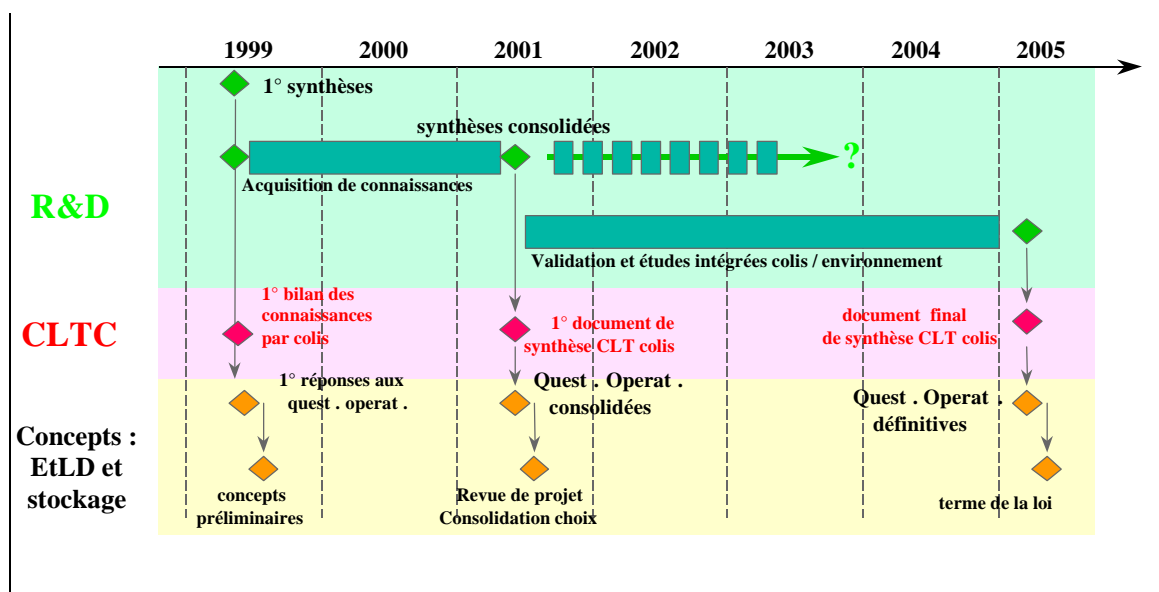 1999 2000 2001 2002 2003 2004 2005
1° synthèses
synthèses consolidées
?
Acquisition de connaissances
R&D
Validation et études intégrées colis / environnement
1° bilan des
connaissances
par colis
CLTC
1° document de
synthèse CLT colis
document final
de synthèse CLT colis
1° réponses aux
quest . operat .
Quest . Operat .
consolidées
Quest . Operat .
définitives
Concepts :
EtLD et
stockage
concepts
préliminaires
Revue de projet
Consolidation choix
terme de la loi